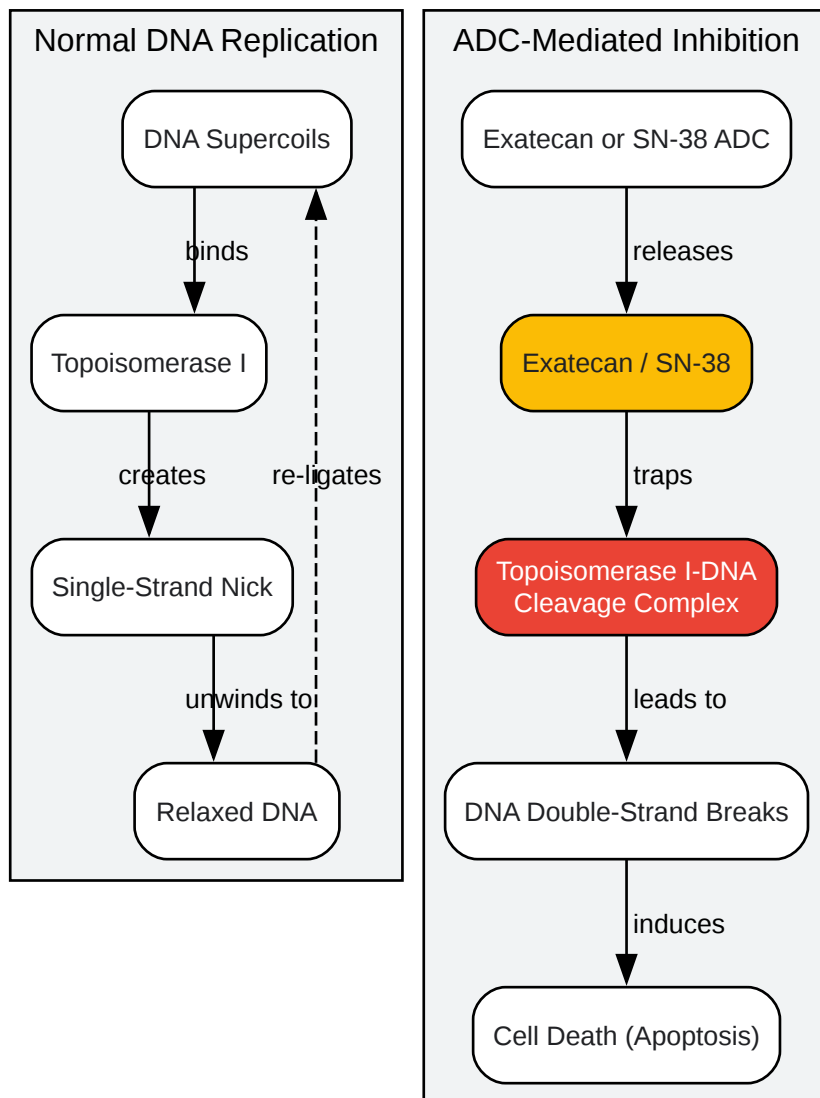 Normal DNA Replication
DNA Supercoils
binds
Topoisomerase I
creates
re-ligates
Single-Strand Nick
unwinds to
Relaxed DNA
ADC-Mediated Inhibition
Exatecan or SN-38 ADC
releases
Exatecan / SN-38
traps
Topoisomerase I-DNA
Cleavage Complex
leads to
DNA Double-Strand Breaks
induces
Cell Death (Apoptosis)